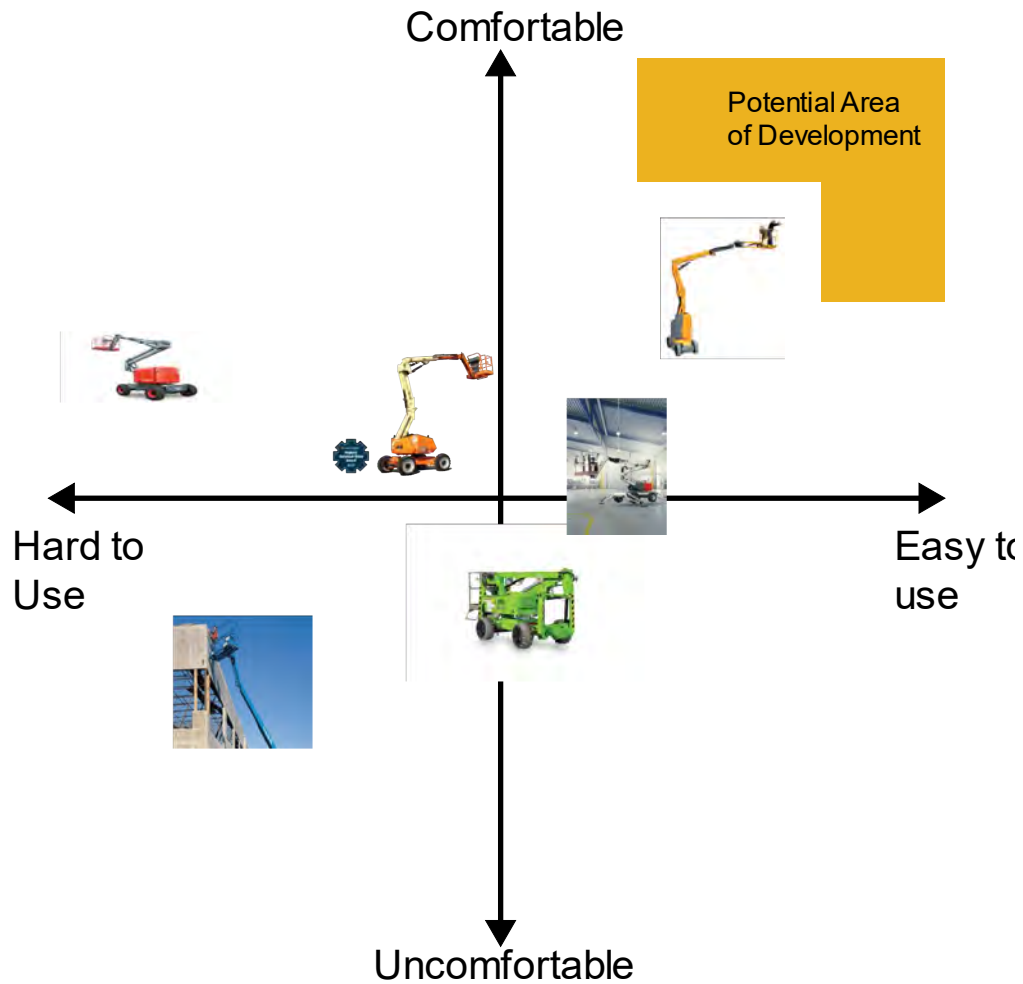 Comfortable
Potential Area
of Development
Hard to
Use
Easy to
use
Uncomfortable